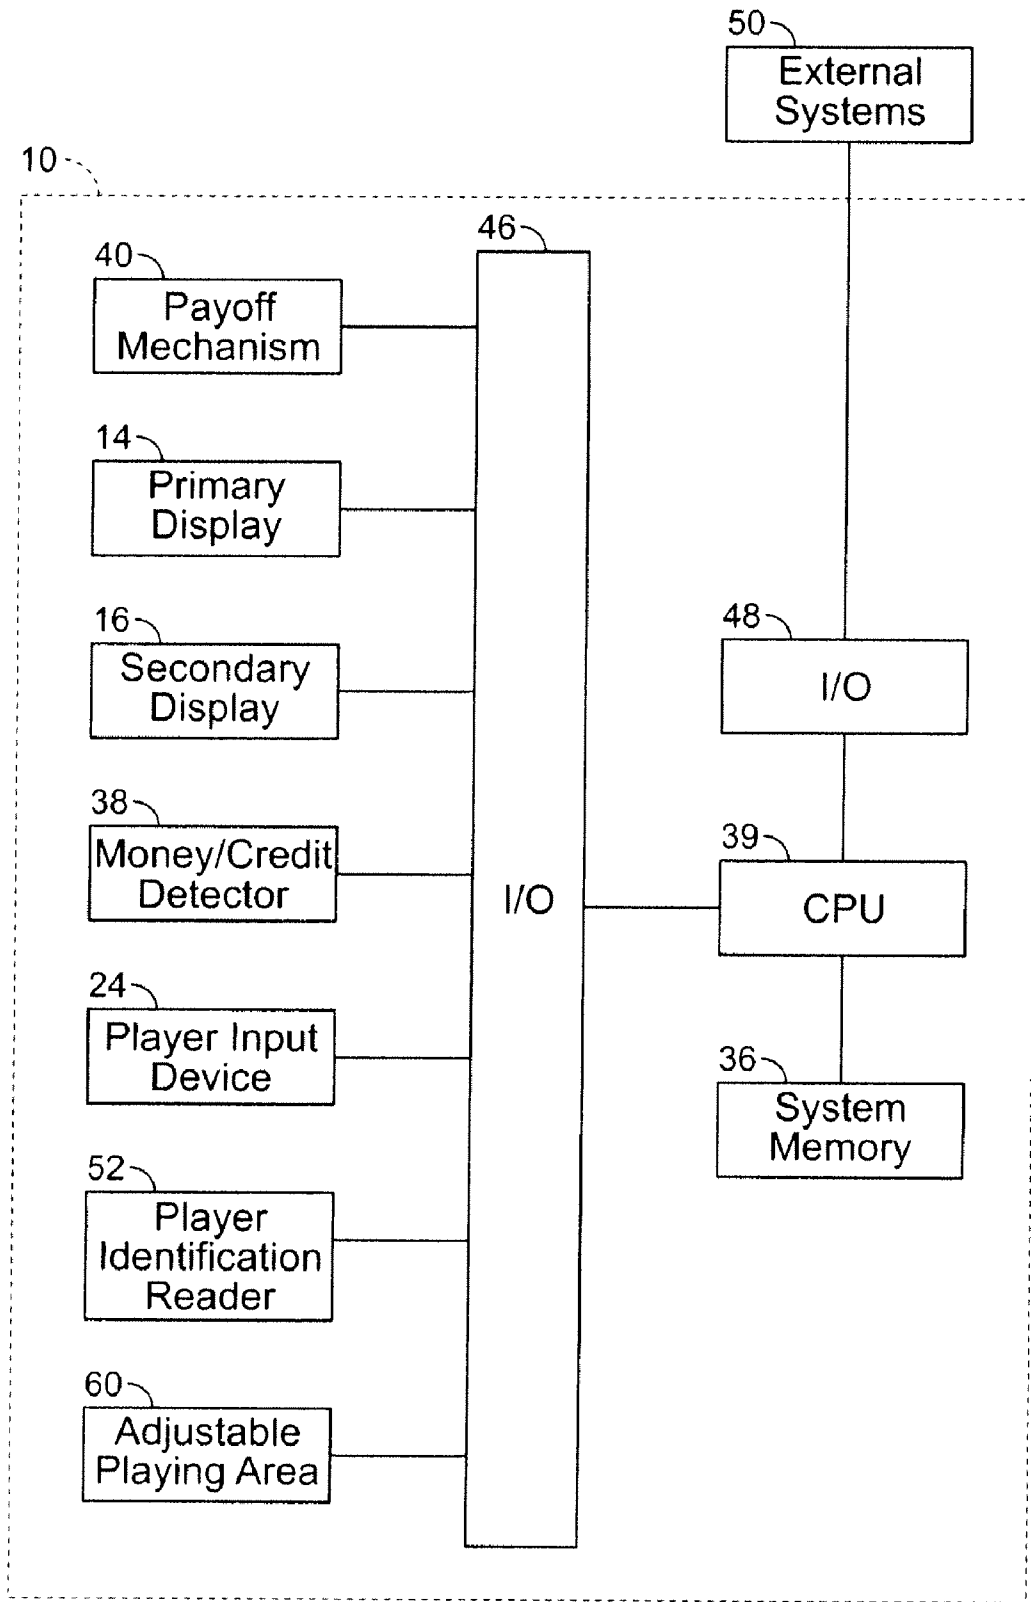 50
External
Systems
10
46
40
Payoff
Mechanism
14
Primary
Display
16
Secondary
Display
48
I/O
38
Money/Credit
Detector
39
CPU
I/O
24
Player Input
Device
36
System
Memory
52
Player
Identification
Reader
60
Adjustable
Playing Area